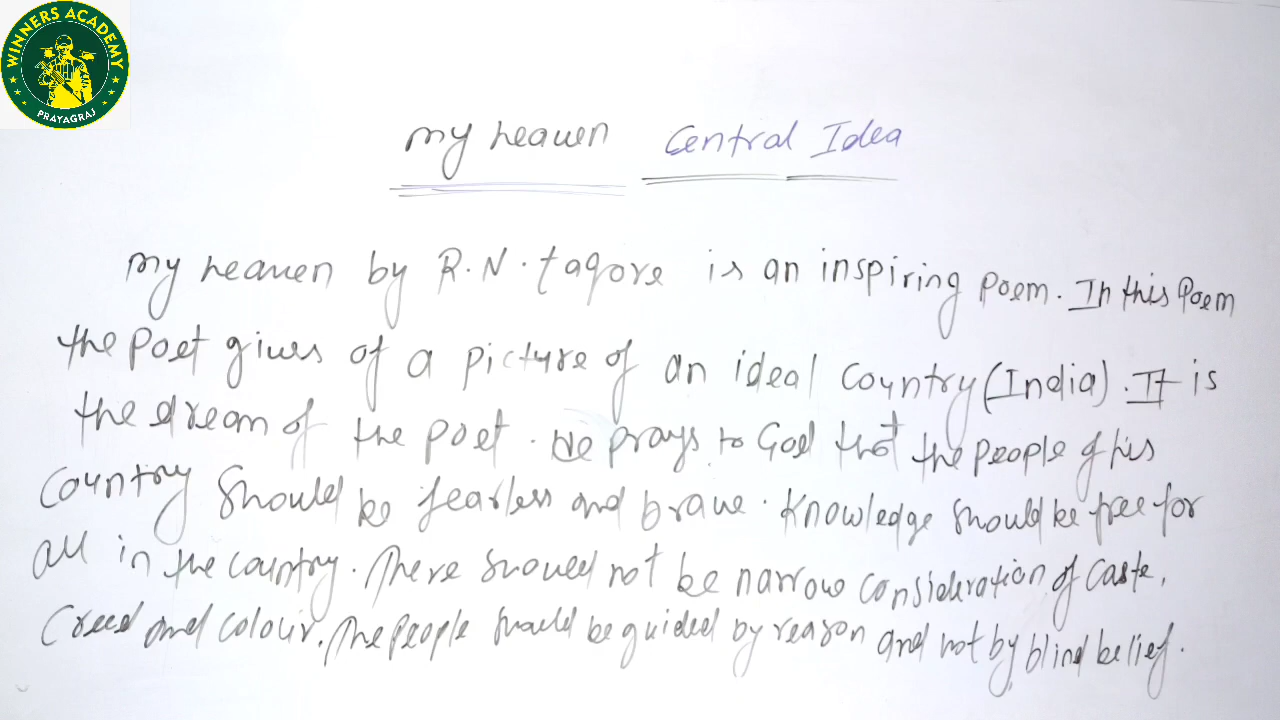 WINNERS ACADEMY
PRAYAGRAJ
my heaven Central Idea
my heaven by R.N. tagore is an inspiring poem. In this Poem
the Poet gives of a picture of an ideal Country (India). It is
the dream of the poet. He prays to God that the people of his
Country should be fearless and brave. Knowledge should be free for
all in the country. There should not be narrow consideration of caste,
Creed and colour. The people should be guided by reason and not by blind belief.